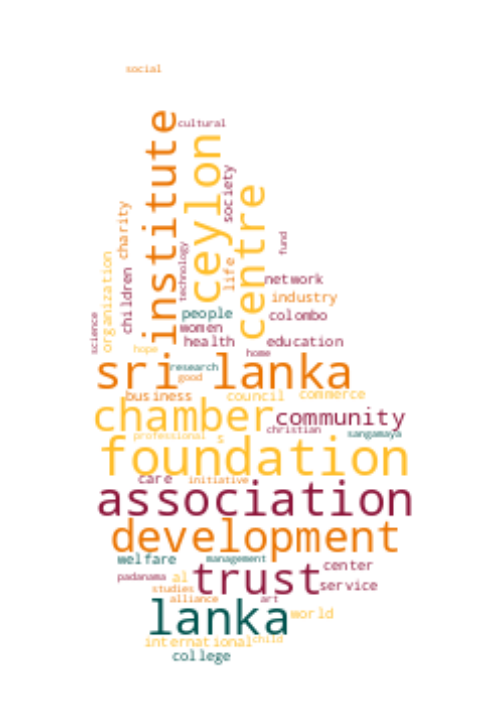 social
cultural
institute
ceylon
society
centre
charity
fund
technology
organization
children
life
network
industry
people
colombo
science
women
health
education
hope
home
sri lanka
research
good
business
council
commerce
chamber
community
christian
professional
s
sangamaya
foundation
care
initiative
association
development
welfare
management
center
padanama
al
trust
service
studies
alliance
art
lanka
world
international
child
college